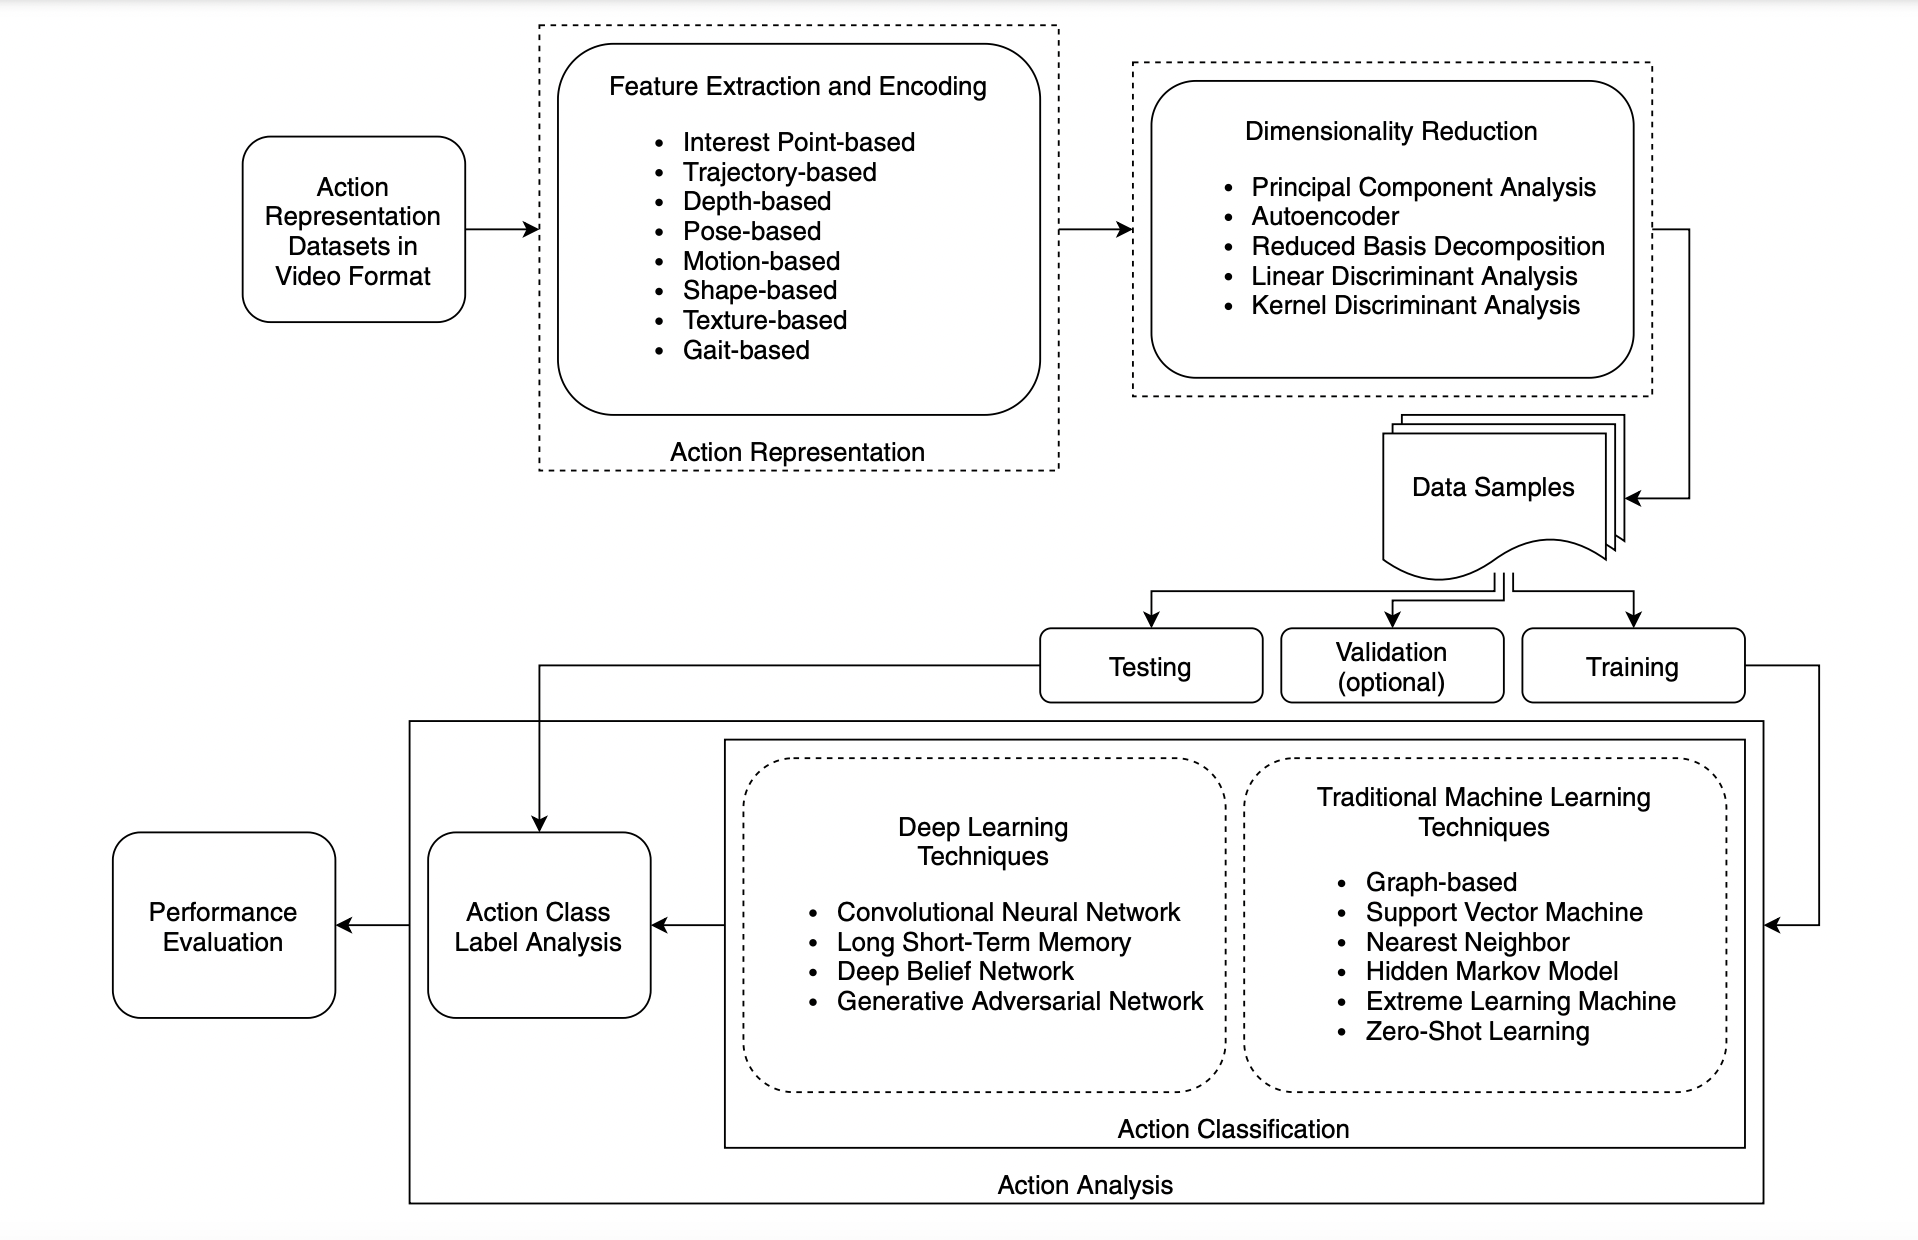 Action
Representation
Datasets in
Video Format
Feature Extraction and Encoding
• Interest Point-based
• Trajectory-based
• Depth-based
• Pose-based
• Motion-based
• Shape-based
• Texture-based
• Gait-based
Action Representation
Dimensionality Reduction
• Principal Component Analysis
• Autoencoder
• Reduced Basis Decomposition
• Linear Discriminant Analysis
• Kernel Discriminant Analysis
Data Samples
Testing
Validation
(optional)
Training
Performance
Evaluation
Action Class
Label Analysis
Deep Learning
Techniques
• Convolutional Neural Network
• Long Short-Term Memory
• Deep Belief Network
• Generative Adversarial Network
Traditional Machine Learning
Techniques
• Graph-based
• Support Vector Machine
• Nearest Neighbor
• Hidden Markov Model
• Extreme Learning Machine
• Zero-Shot Learning
Action Classification
Action Analysis